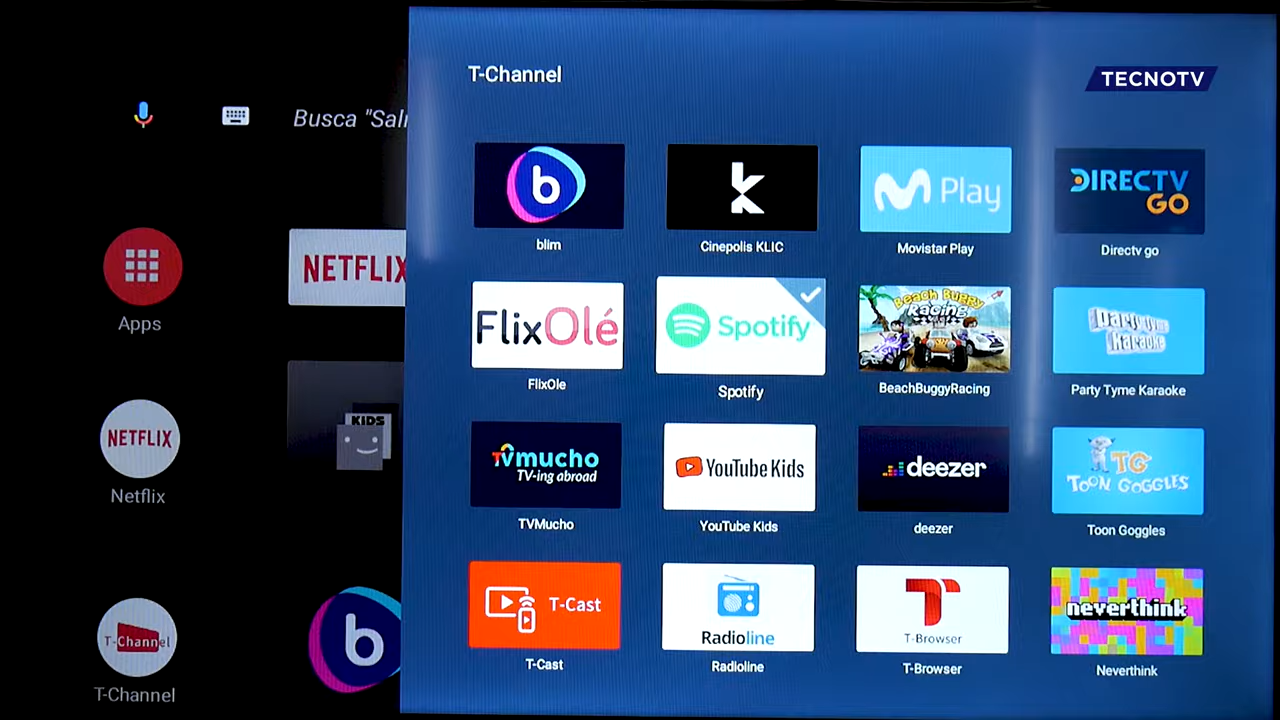 T-Channel
TECNOTV
Busca "Sal
b
blim
K
Cinepolis KLIC
Play
Movistar Play
DIRECTV
GO
Directv go
Apps
NETFLIX
FlixOlé
FlixOle
Spotify
Spotify
Beach Buggy
Racing
BeachBuggyRacing
Party Tyme
Karaoke
Party Tyme Karaoke
NETFLIX
Netflix
KIDS
TVmucho
TV-ing abroad
TVMucho
YouTube Kids
YouTube Kids
deezer
deezer
TG
TOON GOGGLES
Toon Goggles
T-Channel
T-Channel
b
T-Cast
T-Cast
Radioline
Radioline
T-Browser
T-Browser
neverthink
Neverthink